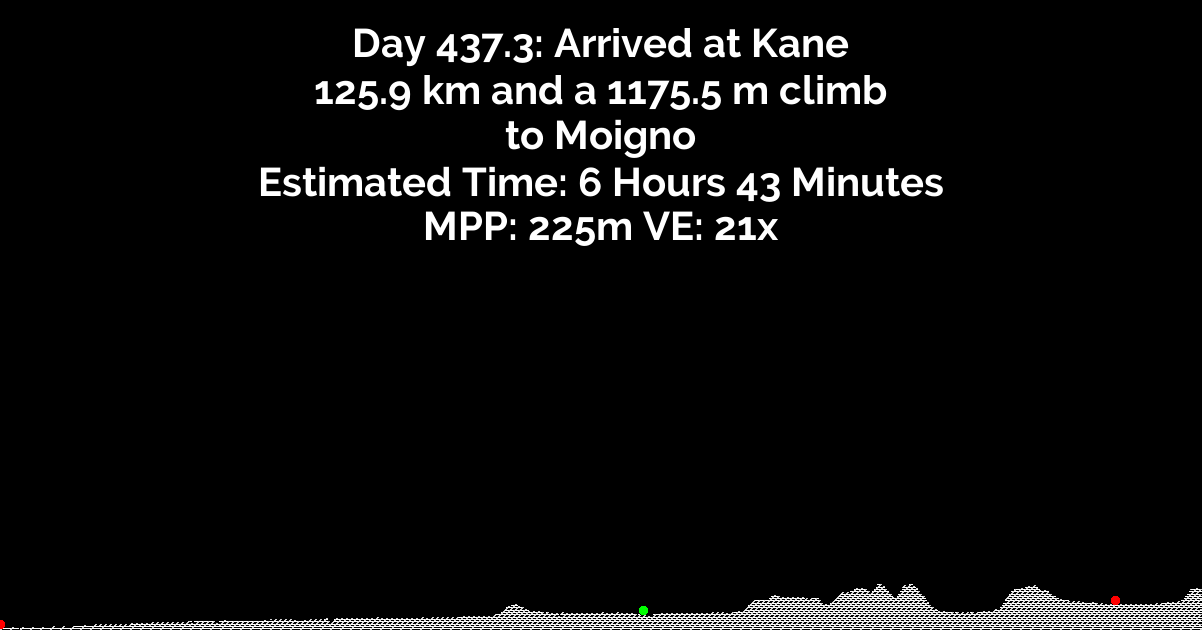 Day 437.3: Arrived at Kane
125.9 km and a 1175.5 m climb
to Moigno
Estimated Time: 6 Hours 43 Minutes
MPP: 225m VE: 21x